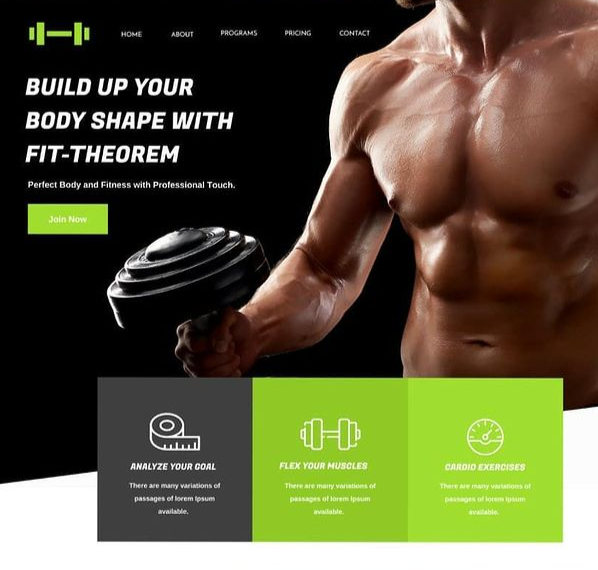 HOME
ABOUT
PROGRAMS
PRICING
CONTACT
BUILD UP YOUR
BODY SHAPE WITH
FIT-THEOREM
Perfect Body and Fitness with Professional Touch.
Join Now
ANALYZE YOUR GOAL
There are many variations of
passages of lorem Ipsum
available.
FLEX YOUR MUSCLES
There are many variations of
passages of lorem Ipsum
available.
CARDIO EXERCISES
There are many variations of
passages of lorem Ipsum
available.